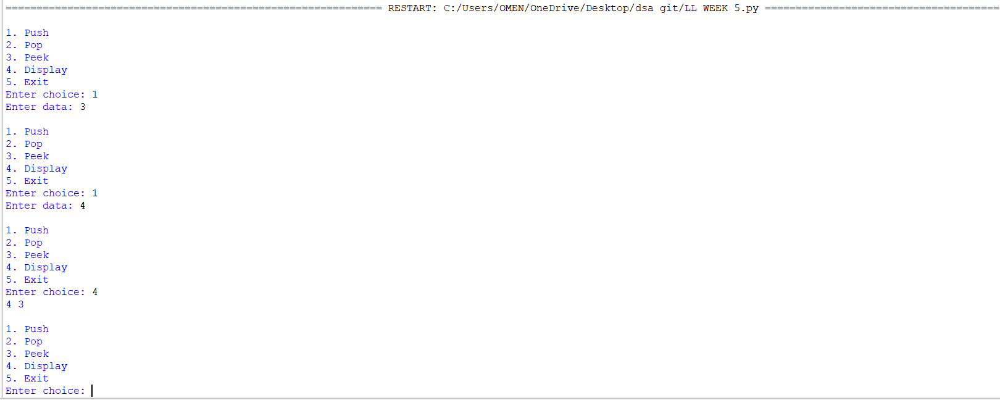 ============================================================= RESTART: C:/Users/OMEN/OneDrive/Desktop/dsa git/LL WEEK 5.py ======================================
1. Push
2. Pop
3. Peek
4. Display
5. Exit
Enter choice: 1
Enter data: 3
1. Push
2. Pop
3. Peek
4. Display
5. Exit
Enter choice: 1
Enter data: 4
1. Push
2. Pop
3. Peek
4. Display
5. Exit
Enter choice: 4
4 3
1. Push
2. Pop
3. Peek
4. Display
5. Exit
Enter choice: